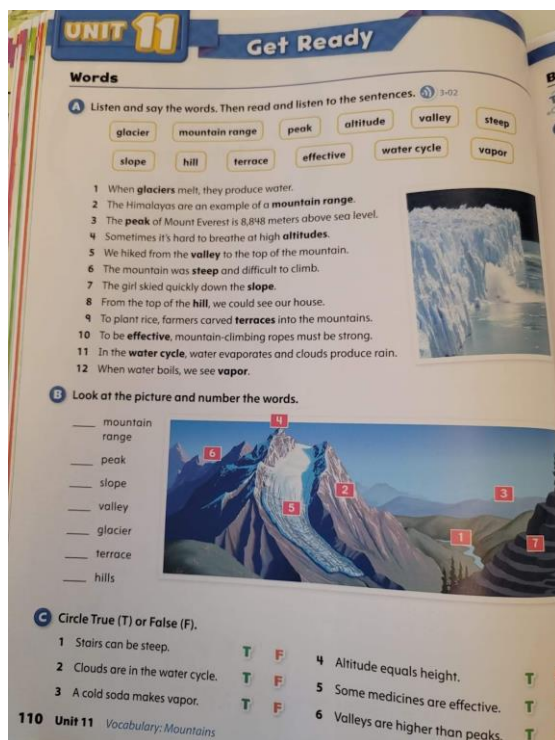 UNIT 11
Get Ready
Words
A Listen and say the words. Then read and listen to the sentences. 3-02
glacier mountain range peak altitude valley steep
slope hill terrace effective water cycle vapor
1 When glaciers melt, they produce water.
2 The Himalayas are an example of a mountain range.
3 The peak of Mount Everest is 8,848 meters above sea level.
4 Sometimes it's hard to breathe at high altitudes.
5 We hiked from the valley to the top of the mountain.
6 The mountain was steep and difficult to climb.
7 The girl skied quickly down the slope.
8 From the top of the hill, we could see our house.
9 To plant rice, farmers carved terraces into the mountains.
10 To be effective, mountain-climbing ropes must be strong.
11 In the water cycle, water evaporates and clouds produce rain.
12 When water boils, we see vapor.
B Look at the picture and number the words.
___ mountain
range
___ peak
___ slope
___ valley
___ glacier
___ terrace
___ hills
4
6
2
3
5
1
7
C Circle True (T) or False (F).
1 Stairs can be steep. T F
2 Clouds are in the water cycle. T F
3 A cold soda makes vapor. T F
4 Altitude equals height. T
5 Some medicines are effective. T
6 Valleys are higher than peaks. T
110 Unit 11 Vocabulary: Mountains
B